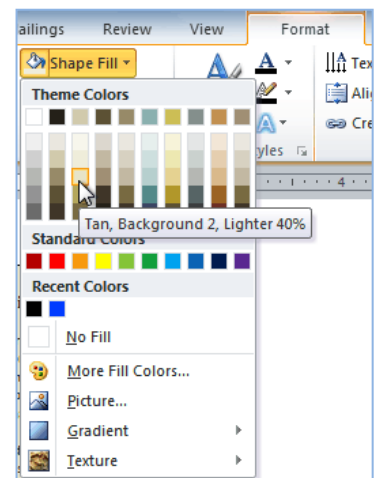 ailings Review View Format
Shape Fill
Theme Colors
Tan, Background 2, Lighter 40%
Standard Colors
Recent Colors
No Fill
More Fill Colors...
Picture...
Gradient
Texture
A
A
A
A Tex
Ali
Cre
yles
1 4